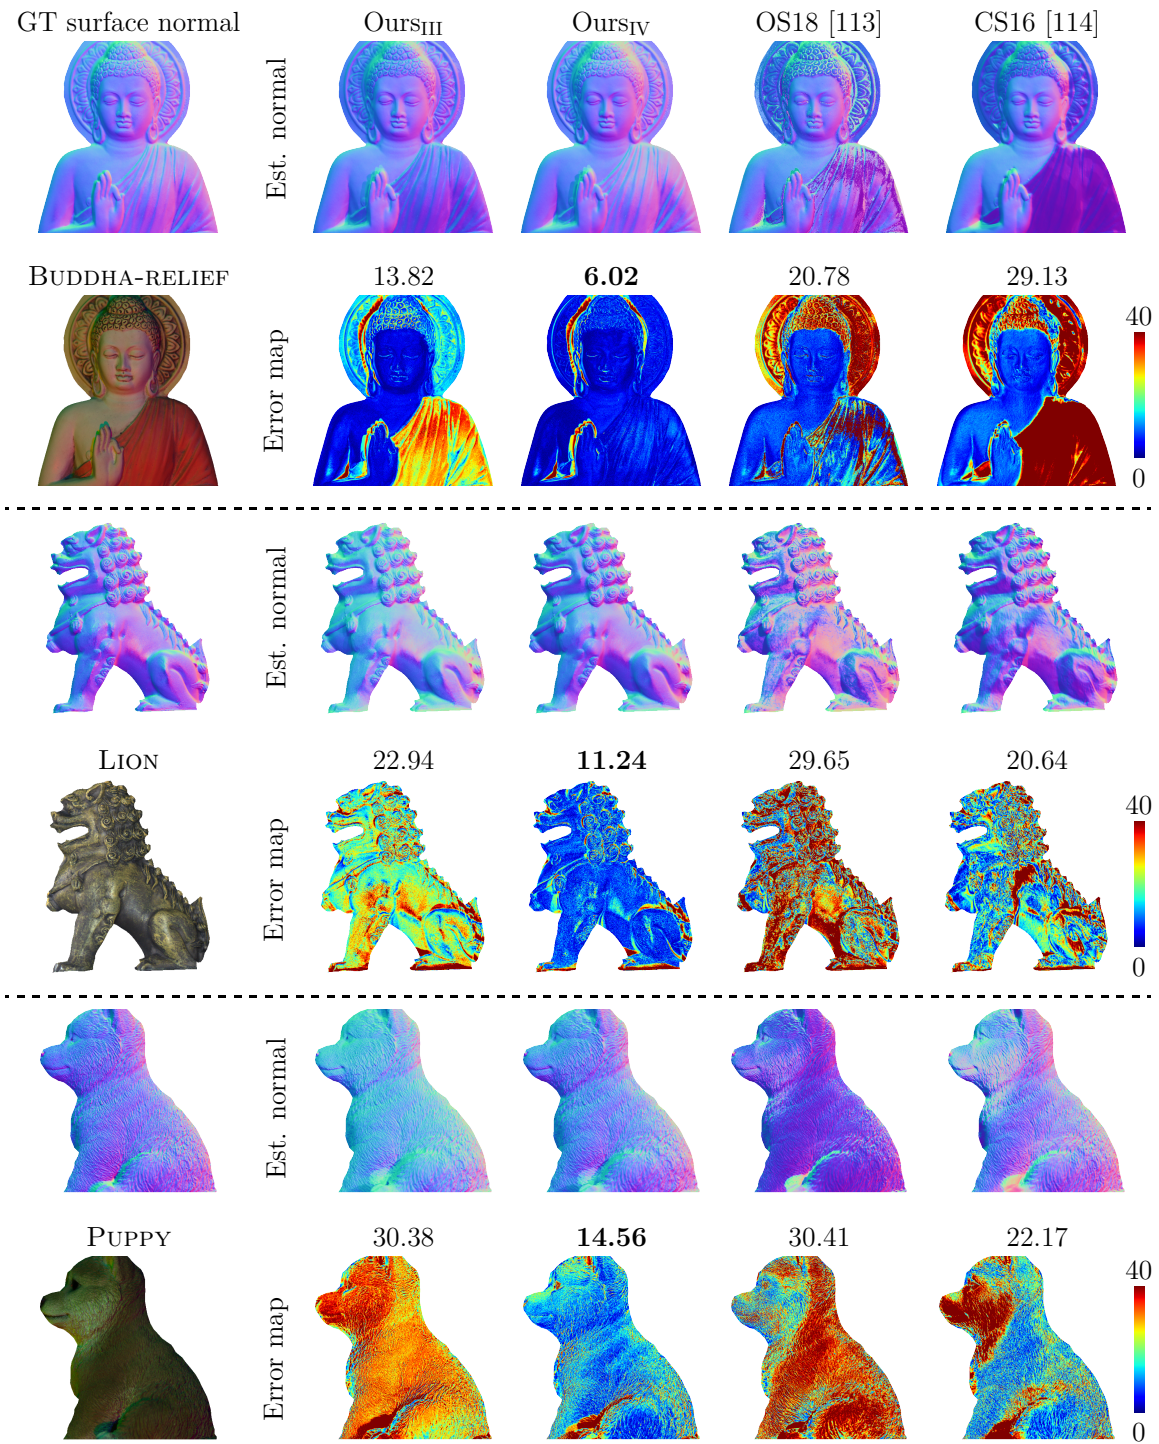 GT surface normal Ours_III Ours_IV OS18 [113] CS16 [114]
Est. normal
BUDDHA-RELIEF 13.82 6.02 20.78 29.13
Error map
40
0
Est. normal
LION 22.94 11.24 29.65 20.64
Error map
40
0
Est. normal
PUPPY 30.38 14.56 30.41 22.17
Error map
40
0